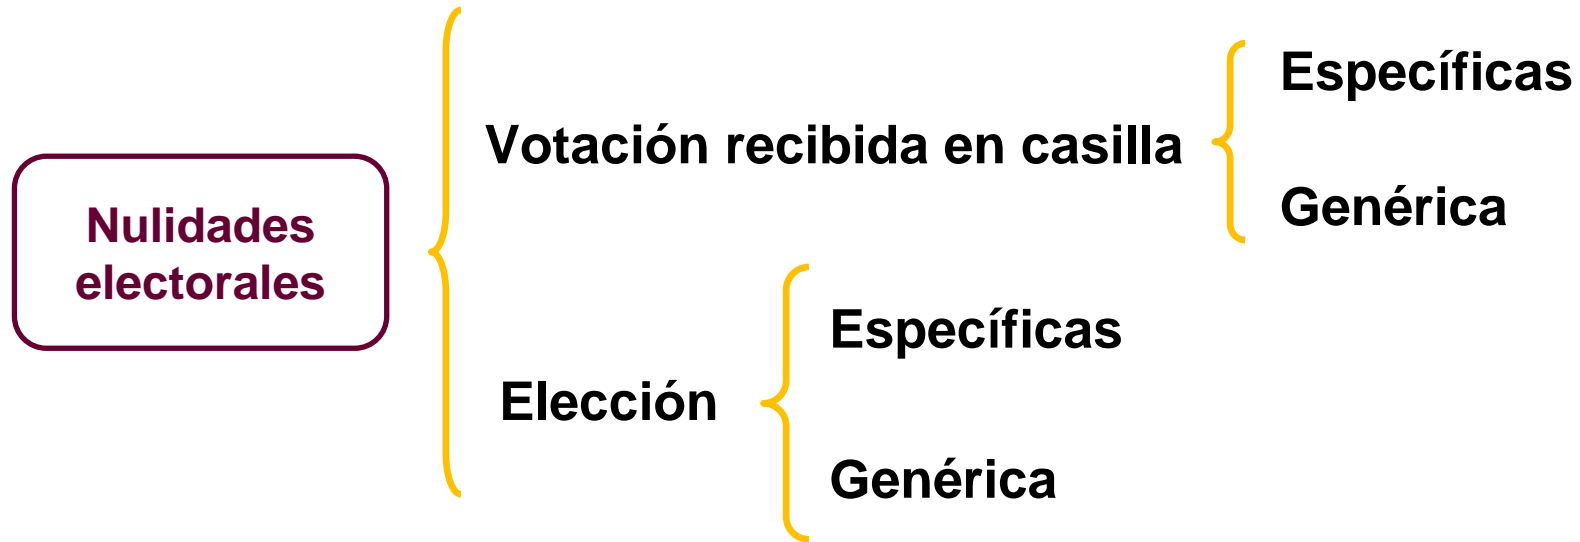 Nulidades
electorales
Votación recibida en casilla
Específicas
Genérica
Elección
Específicas
Genérica